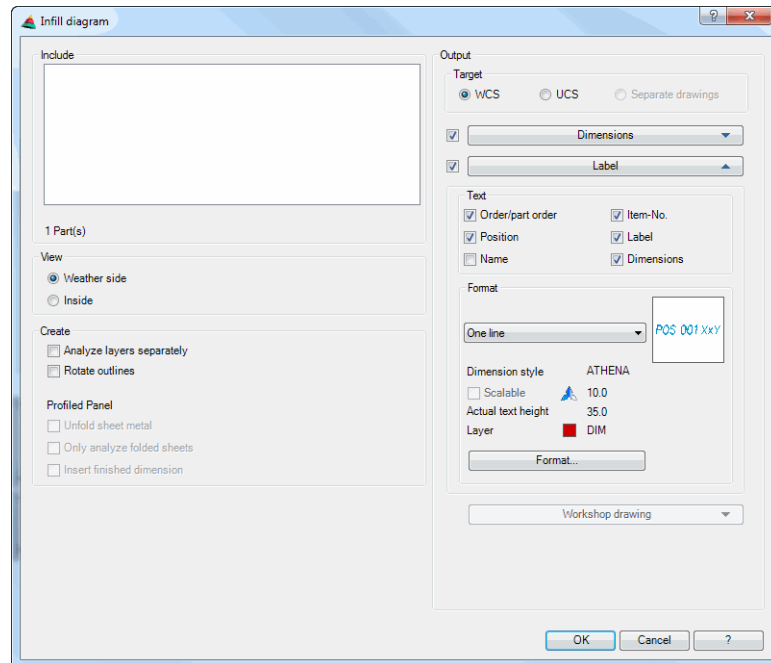 Infill diagram
Include
1 Part(s)
View
Weather side
Inside
Create
Analyze layers separately
Rotate outlines
Profiled Panel
Unfold sheet metal
Only analyze folded sheets
Insert finished dimension
Output
Target
WCS UCS Separate drawings
Dimensions
Label
Text
Order/part order Item-No.
Position Label
Name Dimensions
Format
One line
POS 001 XxY
Dimension style ATHENA
Scalable 10.0
Actual text height 35.0
Layer DIM
Format...
Workshop drawing
OK Cancel ?